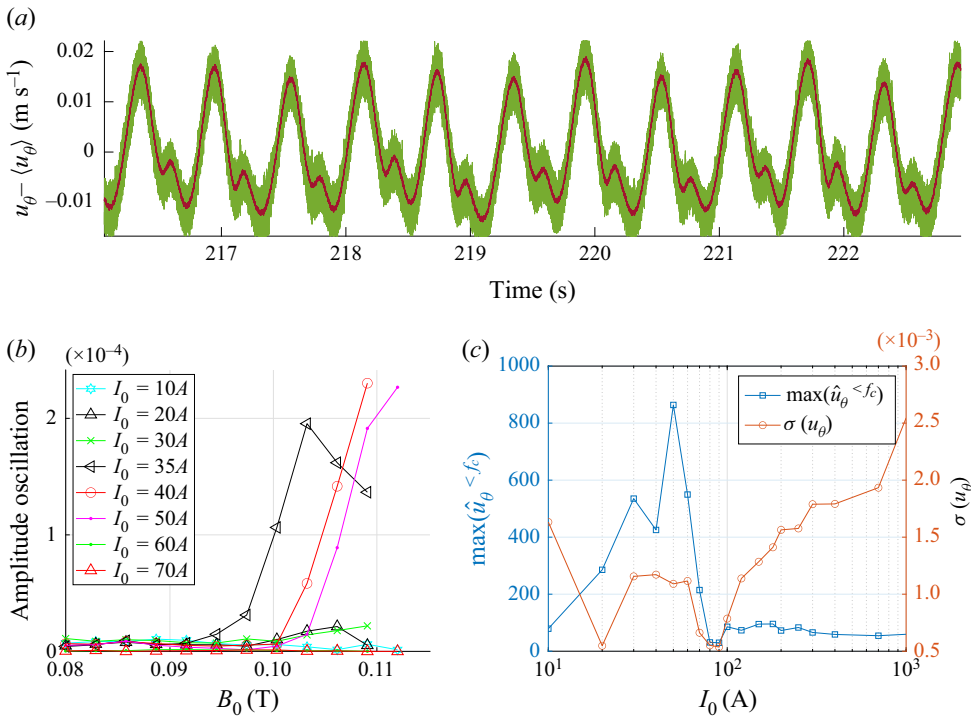 (a)
0.02
0.01
0
−0.01
u_θ− ⟨u_θ⟩ (m s⁻¹)
217 218 219 220 221 222
Time (s)
(b)
(×10⁻⁴)
I₀ = 10A
I₀ = 20A
I₀ = 30A
I₀ = 35A
I₀ = 40A
I₀ = 50A
I₀ = 60A
I₀ = 70A
2
1
0
Amplitude oscillation
0.08 0.09 0.10 0.11
B₀ (T)
(c)
(×10⁻³)
1000
800
600
400
200
0
max(û_θ^{<f_c})
max(û_θ^{<f_c})
σ (u_θ)
3.0
2.5
2.0
1.5
1.0
0.5
σ (u_θ)
10¹ 10² 10³
I₀ (A)